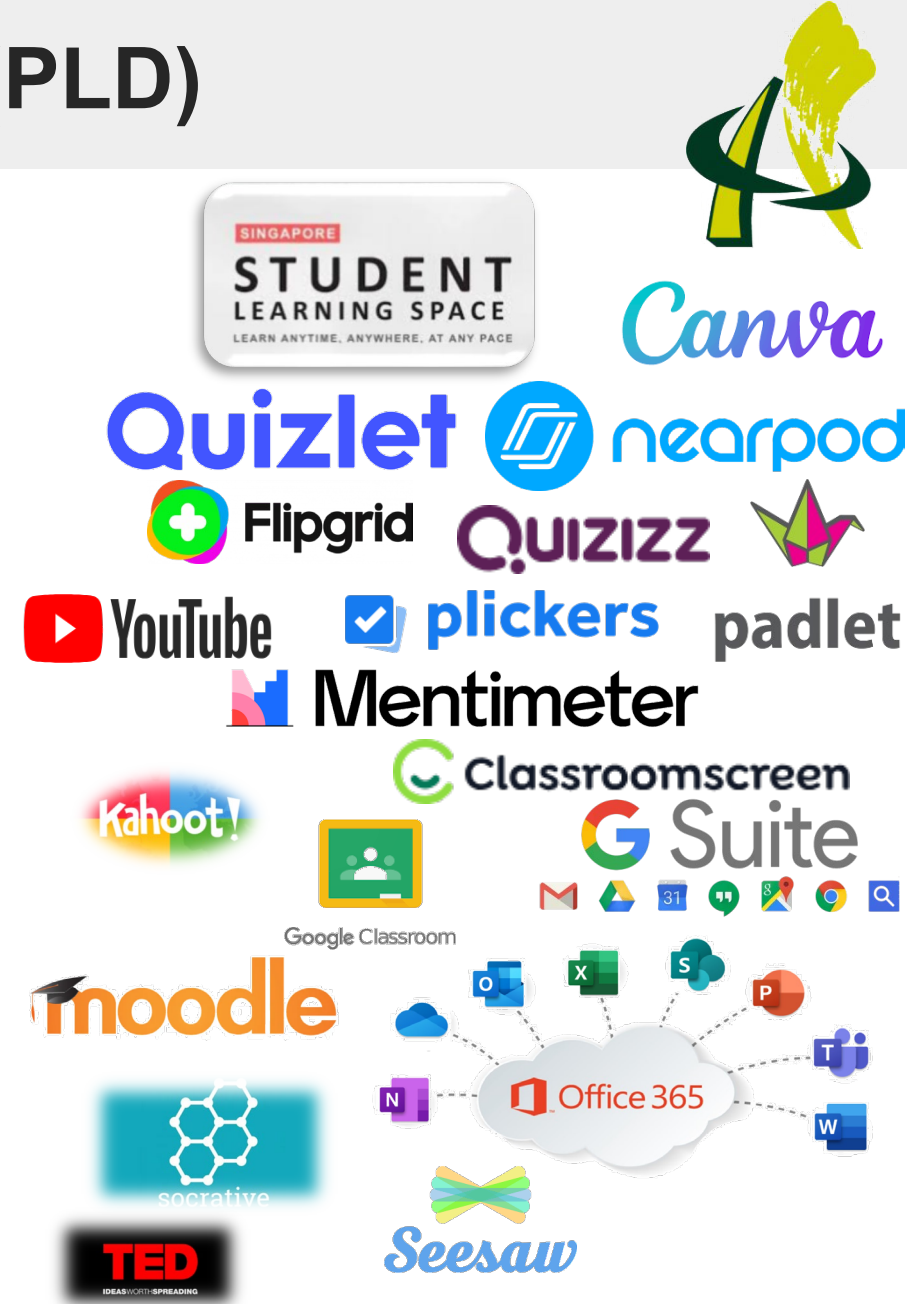 PLD)
SINGAPORE
STUDENT
LEARNING SPACE
LEARN ANYTIME, ANYWHERE, AT ANY PACE
Canva
Quizlet
nearpod
Flipgrid
Quizizz
YouTube
plickers
padlet
Mentimeter
Classroomscreen
Kahoot!
G Suite
31
8
Google Classroom
moodle
O
X
S
P
T
N
Office 365
W
socrative
Seesaw
TED
IDEAS WORTH SPREADING